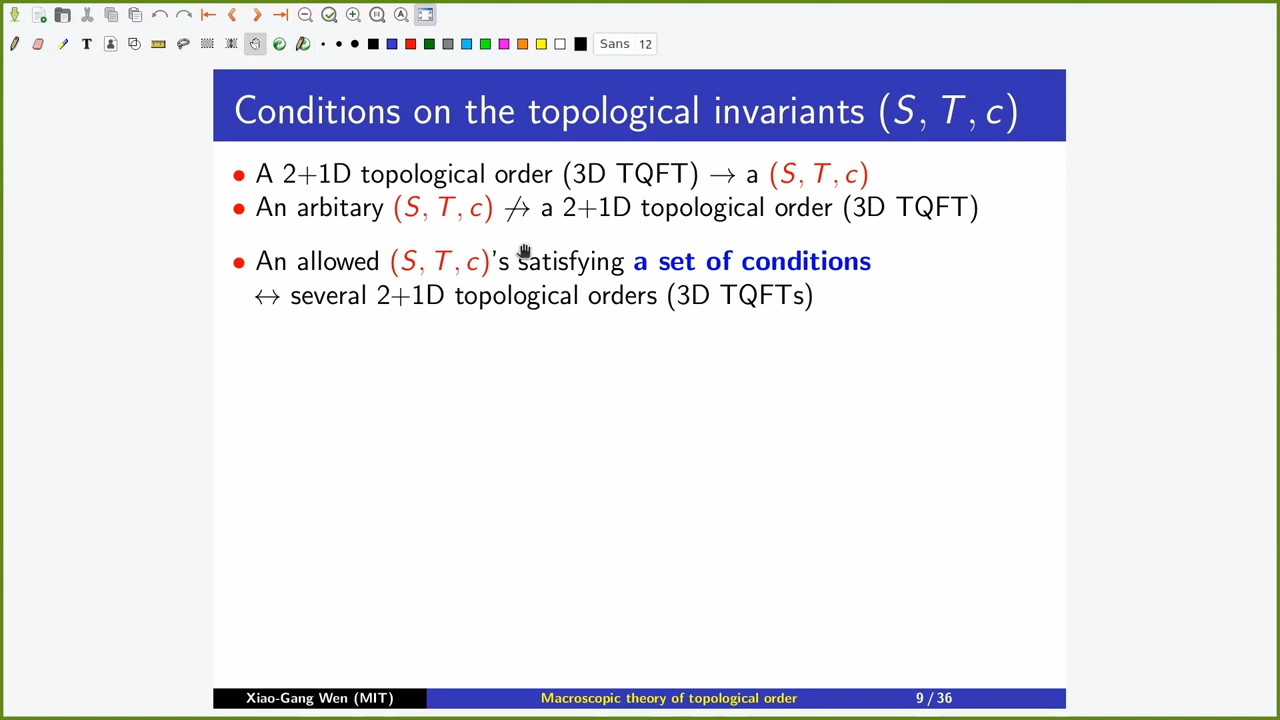 T
A
Sans 12
Conditions on the topological invariants (S, T, c)
• A 2+1D topological order (3D TQFT) → a (S, T, c)
• An arbitary (S, T, c) ↛ a 2+1D topological order (3D TQFT)
• An allowed (S, T, c)'s satisfying a set of conditions
↔ several 2+1D topological orders (3D TQFTs)
Xiao-Gang Wen (MIT) Macroscopic theory of topological order 9 / 36